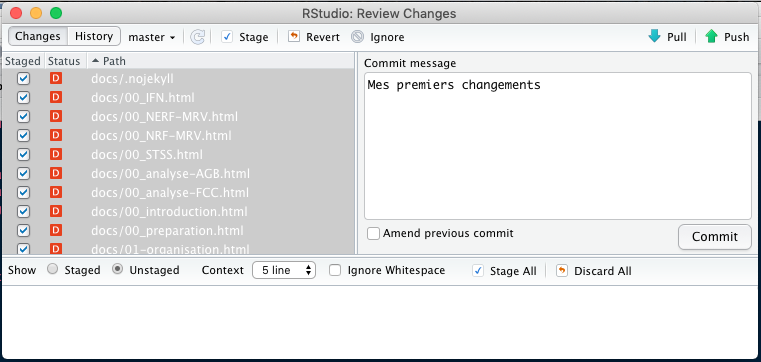 RStudio: Review Changes
Changes History master Stage Revert Ignore Pull Push
Staged Status Path
D docs/.nojekyll
D docs/00_IFN.html
D docs/00_NERF-MRV.html
D docs/00_NRF-MRV.html
D docs/00_STSS.html
D docs/00_analyse-AGB.html
D docs/00_analyse-FCC.html
D docs/00_introduction.html
D docs/00_preparation.html
D docs/01-organisation.html
Commit message
Mes premiers changements
Amend previous commit
Commit
Show Staged Unstaged Context 5 line Ignore Whitespace Stage All Discard All